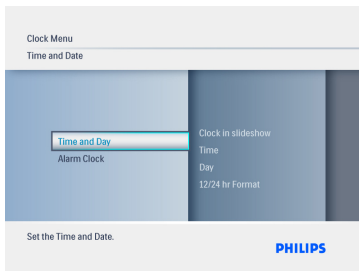 Clock Menu
Time and Date
Time and Day
Alarm Clock
Clock in slideshow
Time
Day
12/24 hr Format
Set the Time and Date.
PHILIPS